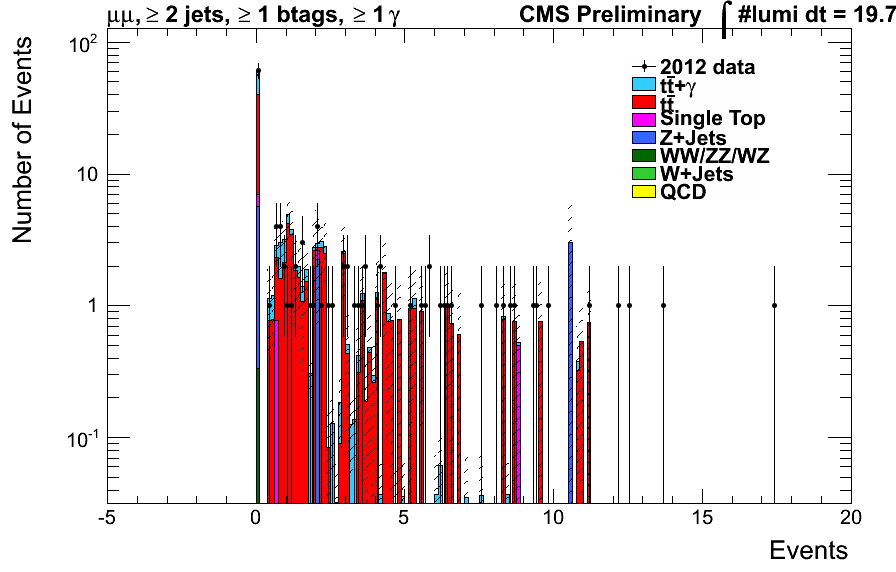 μμ, ≥ 2 jets, ≥ 1 btags, ≥ 1 γ
CMS Preliminary ∫ #lumi dt = 19.7
Number of Events
10²
10
1
10⁻¹
2012 data
tt̄+γ
tt̄
Single Top
Z+Jets
WW/ZZ/WZ
W+Jets
QCD
-5 0 5 10 15 20
Events